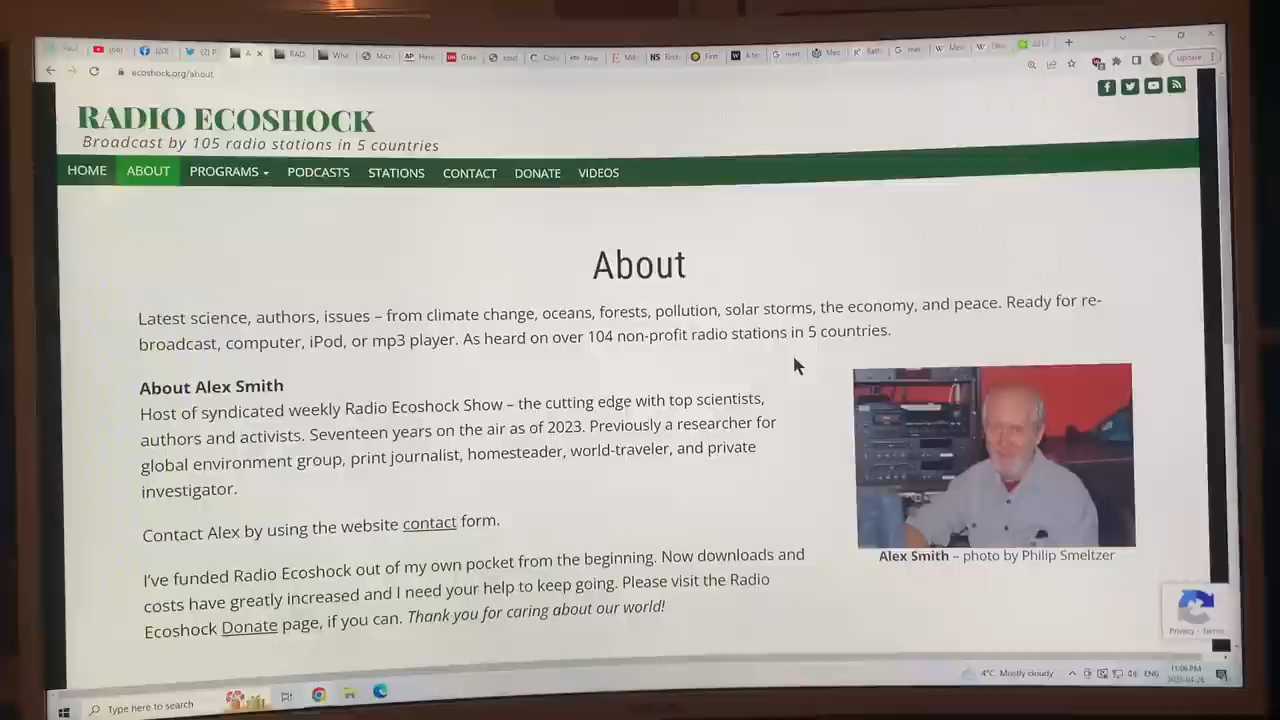 ecoshock.org/about
Update
RADIO ECOSHOCK
Broadcast by 105 radio stations in 5 countries
HOME ABOUT PROGRAMS PODCASTS STATIONS CONTACT DONATE VIDEOS
About
Latest science, authors, issues – from climate change, oceans, forests, pollution, solar storms, the economy, and peace. Ready for re-
broadcast, computer, iPod, or mp3 player. As heard on over 104 non-profit radio stations in 5 countries.
About Alex Smith
Host of syndicated weekly Radio Ecoshock Show – the cutting edge with top scientists,
authors and activists. Seventeen years on the air as of 2023. Previously a researcher for
global environment group, print journalist, homesteader, world-traveler, and private
investigator.
Contact Alex by using the website contact form.
I've funded Radio Ecoshock out of my own pocket from the beginning. Now downloads and
costs have greatly increased and I need your help to keep going. Please visit the Radio
Ecoshock Donate page, if you can. Thank you for caring about our world!
Alex Smith – photo by Philip Smeltzer
Privacy - Terms
Type here to search
4°C Mostly cloudy
ENG
11:06 PM